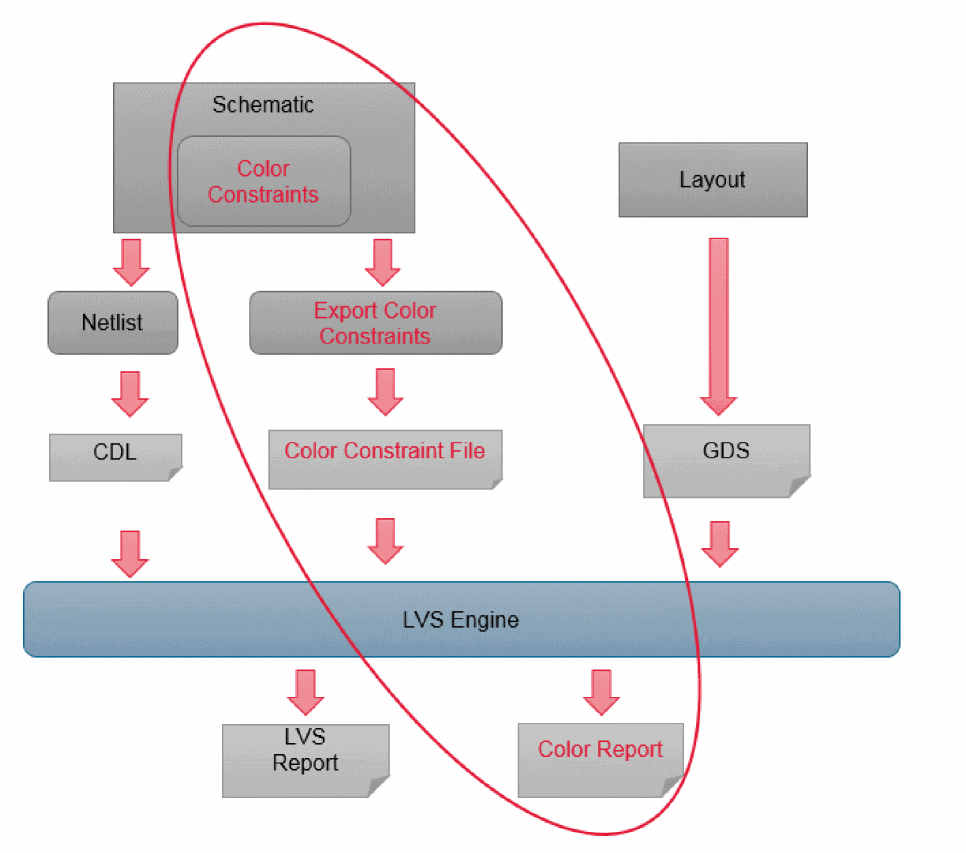 Schematic
Color
Constraints
Layout
Netlist
Export Color
Constraints
CDL
Color Constraint File
GDS
LVS Engine
LVS
Report
Color Report